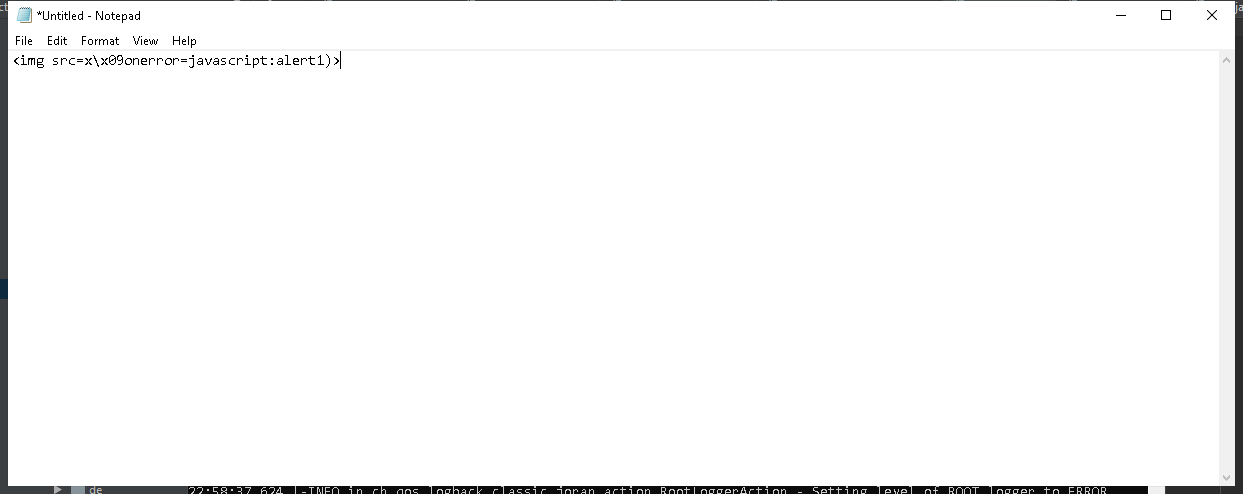 *Untitled - Notepad
File Edit Format View Help
<img src=x\x09onerror=javascript:alert1)>
de
22:58:37,624 |-INFO in ch.qos.logback.classic.joran.action.RootLoggerAction - Setting level of ROOT logger to ERROR